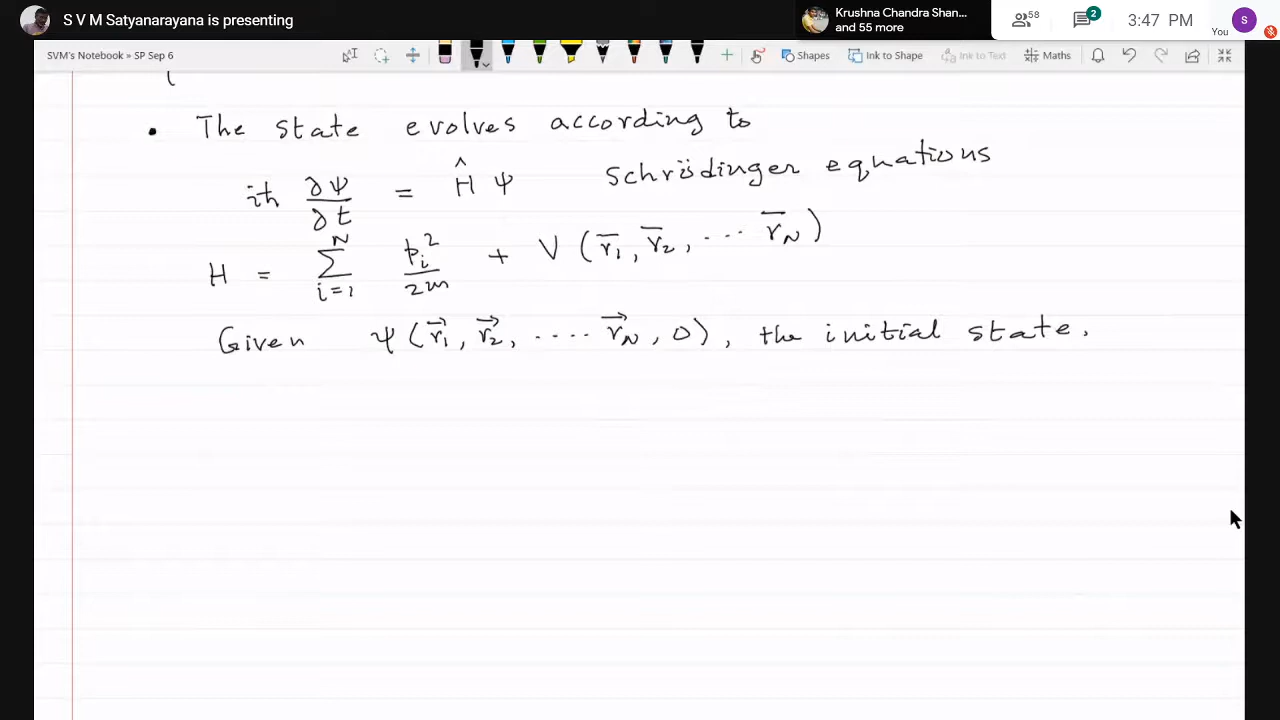 S V M Satyanarayana is presenting
Krushna Chandra Shan...
and 55 more
58
2
3:47 PM
You
S
SVM's Notebook » SP Sep 6
Shapes
Ink to Shape
Ink to Text
Maths
• The state evolves according to
iħ ∂ψ/∂t = Ĥ ψ Schrödinger equations
H = ∑_{i=1}^{N} p_i²/2m + V (r̅₁, r̅₂, ... r̅_N)
Given ψ (r⃗₁, r⃗₂, .... r⃗_N, 0), the initial state.